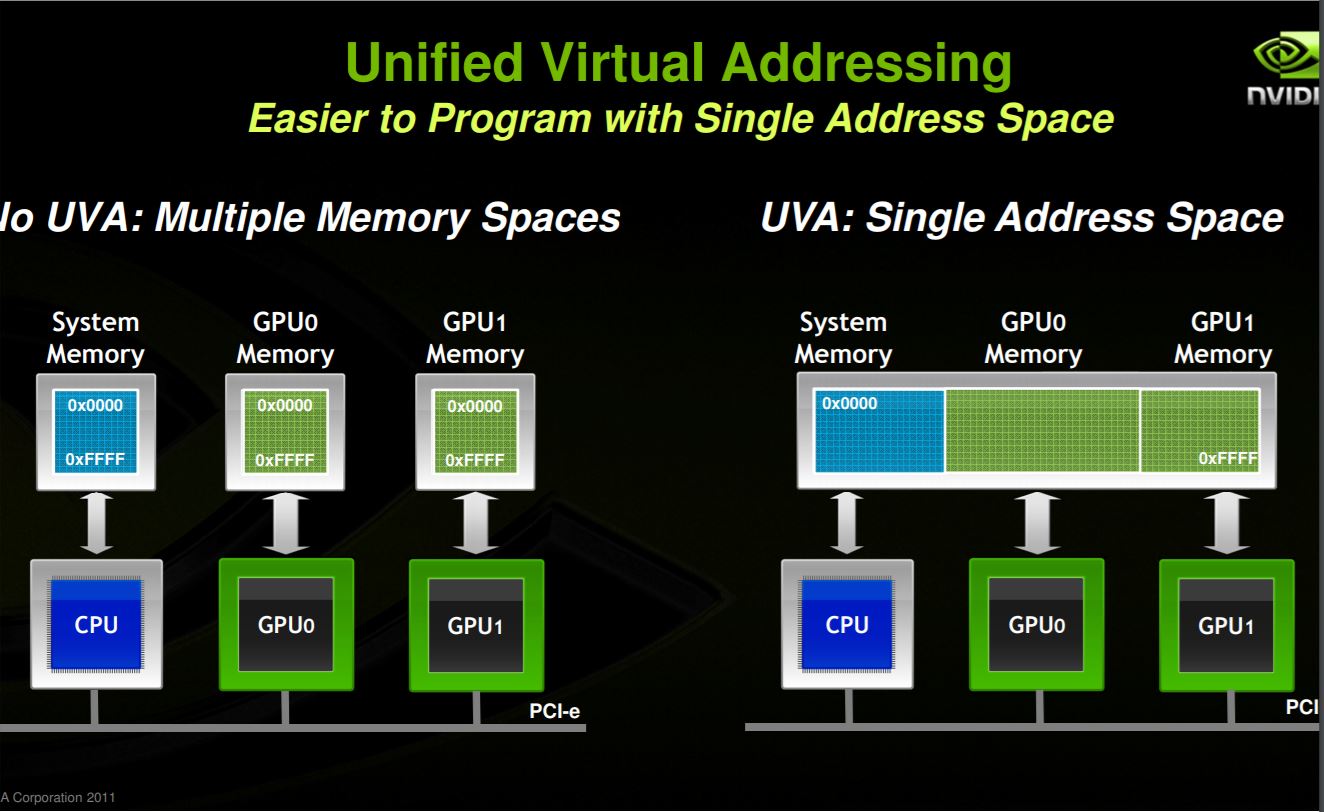 Unified Virtual Addressing
Easier to Program with Single Address Space
NVIDI
No UVA: Multiple Memory Spaces
UVA: Single Address Space
System
Memory
GPU0
Memory
GPU1
Memory
0x0000
0xFFFF
0x0000
0xFFFF
0x0000
0xFFFF
CPU
GPU0
GPU1
PCI-e
System
Memory
GPU0
Memory
GPU1
Memory
0x0000
0xFFFF
CPU
GPU0
GPU1
PCI
A Corporation 2011